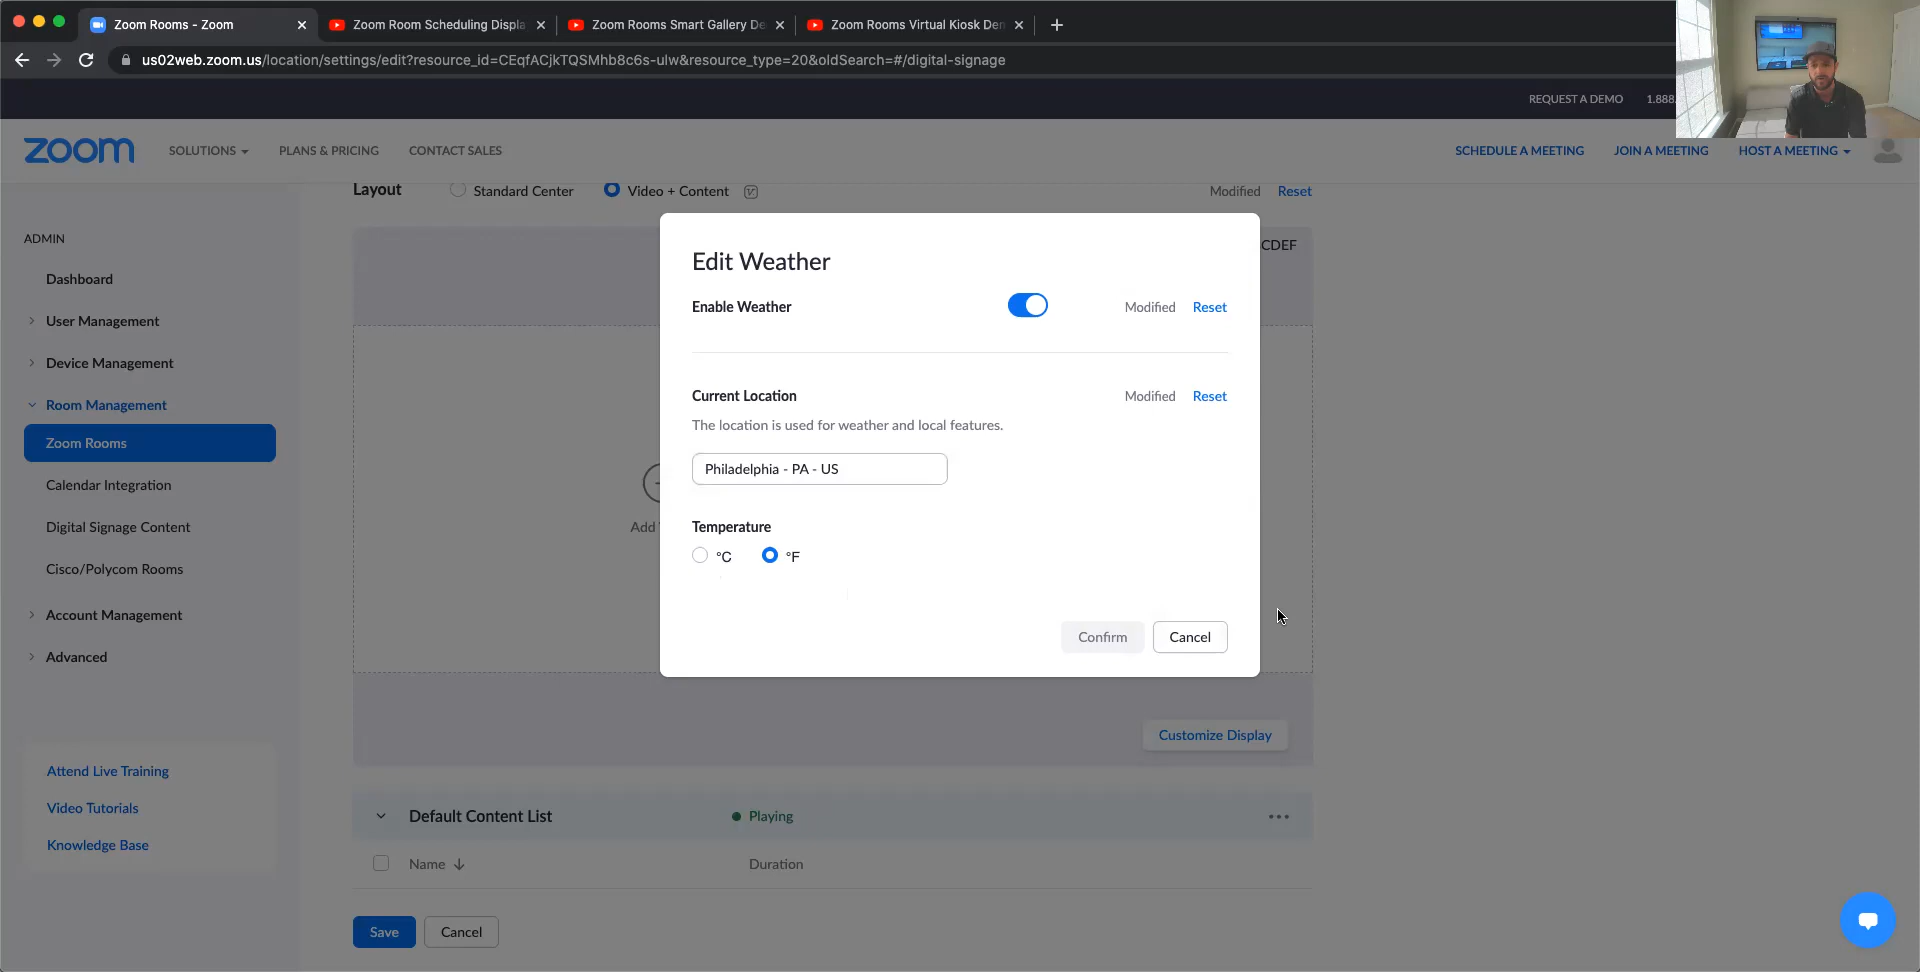 Zoom Rooms - Zoom
Zoom Room Scheduling Displa
Zoom Rooms Smart Gallery De
Zoom Rooms Virtual Kiosk Den
us02web.zoom.us/location/settings/edit?resource_id=CEqfACjkTQSMhb8c6s-ulw&resource_type=20&oldSearch=#/digital-signage
REQUEST A DEMO 1.888.
zoom SOLUTIONS PLANS & PRICING CONTACT SALES SCHEDULE A MEETING JOIN A MEETING HOST A MEETING
Layout Standard Center Video + Content Modified Reset
ADMIN
Dashboard
User Management
Device Management
Room Management
Zoom Rooms
Calendar Integration
Digital Signage Content
Cisco/Polycom Rooms
Account Management
Advanced
Attend Live Training
Video Tutorials
Knowledge Base
CDEF
Edit Weather
Enable Weather Modified Reset
Current Location Modified Reset
The location is used for weather and local features.
Philadelphia - PA - US
Temperature
°C °F
Confirm Cancel
Add
Customize Display
Default Content List Playing
Name Duration
Save Cancel